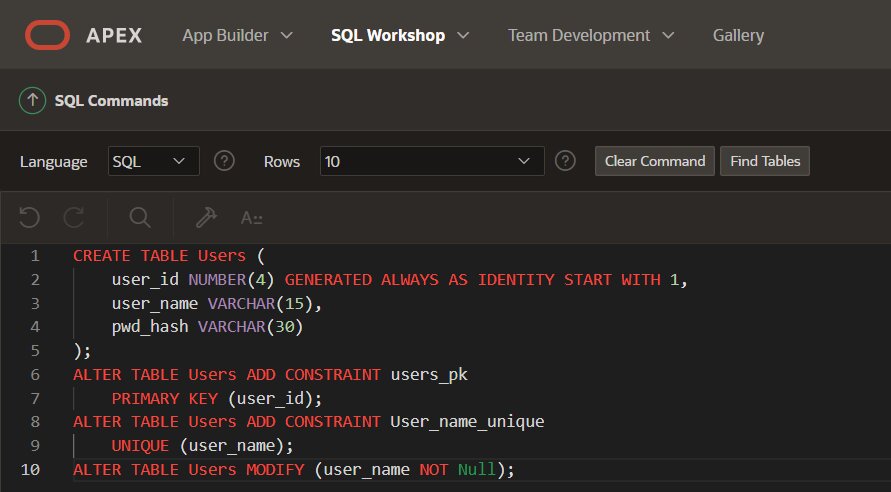 APEX App Builder SQL Workshop Team Development Gallery
SQL Commands
Language SQL ? Rows 10 ? Clear Command Find Tables
A::
1 CREATE TABLE Users (
2 user_id NUMBER(4) GENERATED ALWAYS AS IDENTITY START WITH 1,
3 user_name VARCHAR(15),
4 pwd_hash VARCHAR(30)
5 );
6 ALTER TABLE Users ADD CONSTRAINT users_pk
7 PRIMARY KEY (user_id);
8 ALTER TABLE Users ADD CONSTRAINT User_name_unique
9 UNIQUE (user_name);
10 ALTER TABLE Users MODIFY (user_name NOT Null);